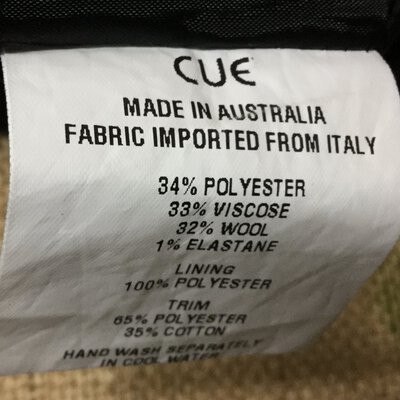 CUE
MADE IN AUSTRALIA
FABRIC IMPORTED FROM ITALY
34% POLYESTER
33% VISCOSE
32% WOOL
1% ELASTANE
LINING
100% POLYESTER
TRIM
65% POLYESTER
35% COTTON
HAND WASH SEPARATELY
IN COOL WATER